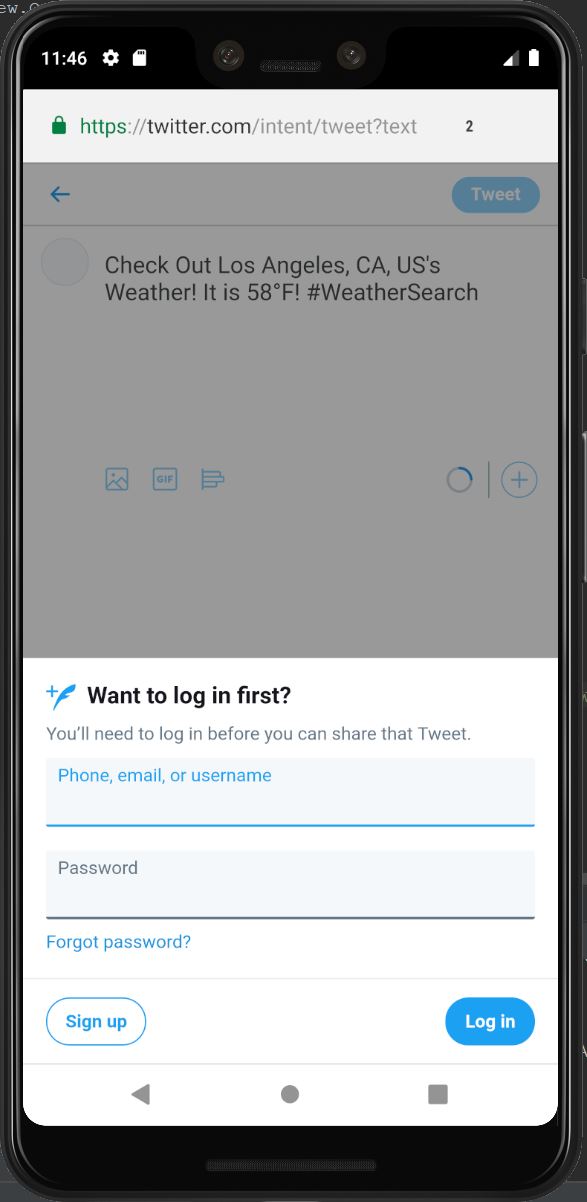 ew.O
11:46
https://twitter.com/intent/tweet?text
2
Tweet
Check Out Los Angeles, CA, US's
Weather! It is 58°F! #WeatherSearch
GIF
Want to log in first?
You'll need to log in before you can share that Tweet.
Phone, email, or username
Password
Forgot password?
Sign up
Log in